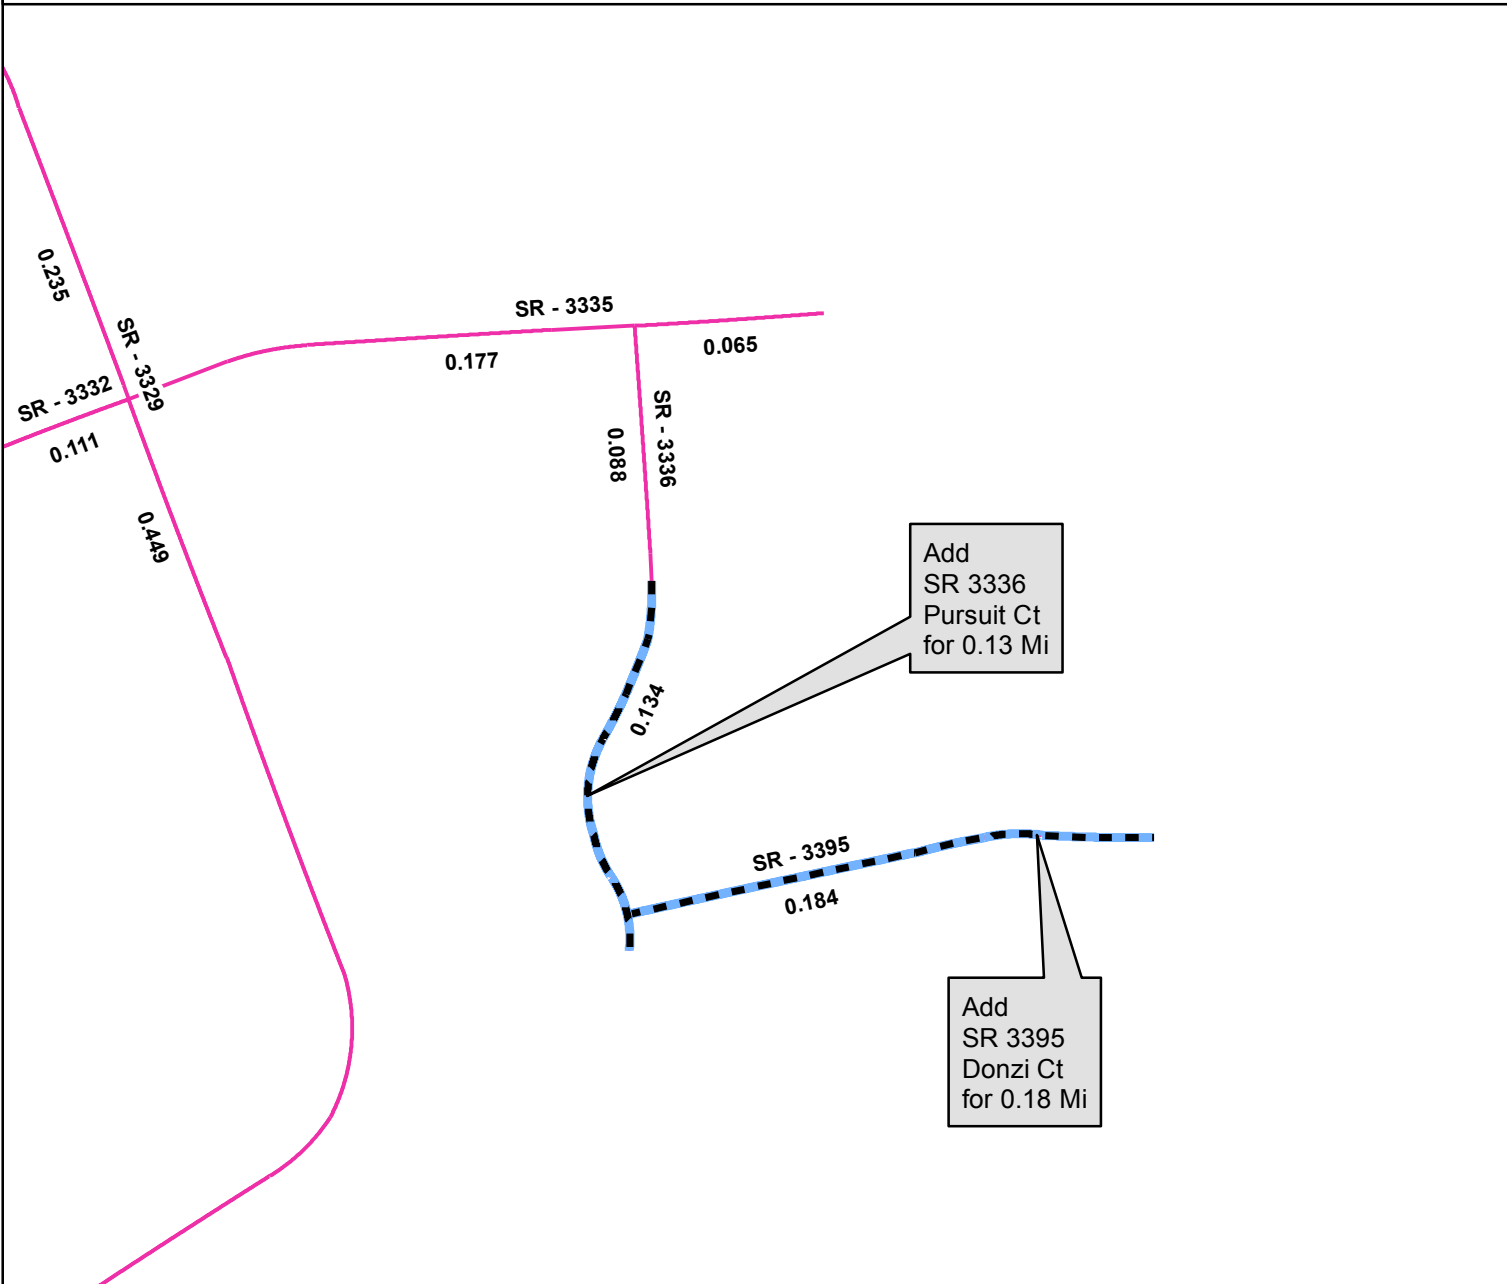 0.235
SR - 3329
SR - 3335
0.177
0.065
SR - 3332
0.111
SR - 3336
0.088
0.449
Add
SR 3336
Pursuit Ct
for 0.13 Mi
0.134
SR - 3395
0.184
Add
SR 3395
Donzi Ct
for 0.18 Mi